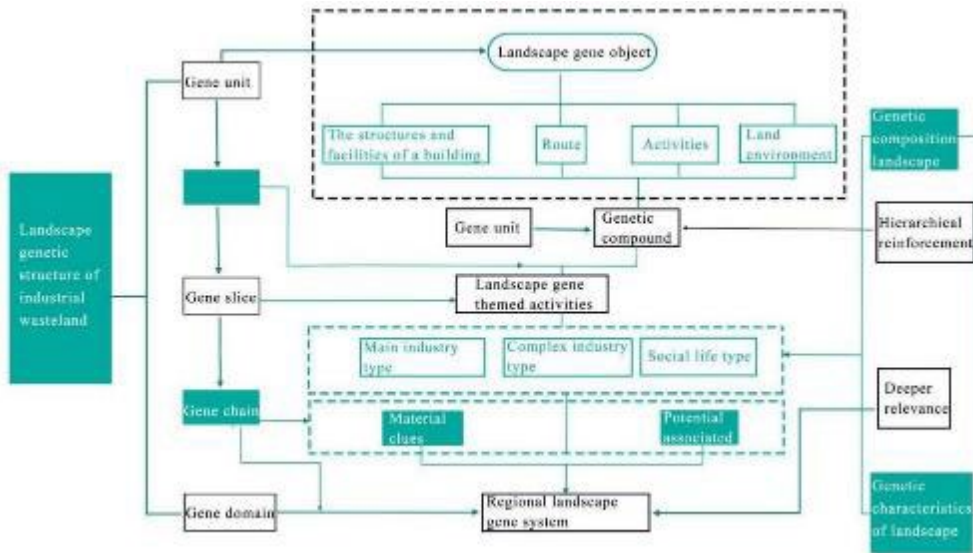 Landscape gene object
Gene unit
The structures and
facilities of a building
Route
Activities
Land
environment
Genetic
composition
landscape
Landscape
genetic
structure of
industrial
wasteland
Gene unit
Genetic
compound
Hierarchical
reinforcement
Gene slice
Landscape gene
themed activities
Main industry
type
Complex industry
type
Social life type
Gene chain
Material
clues
Potential
associated
Deeper
relevance
Gene domain
Regional landscape
gene system
Genetic
characteristics
of landscape